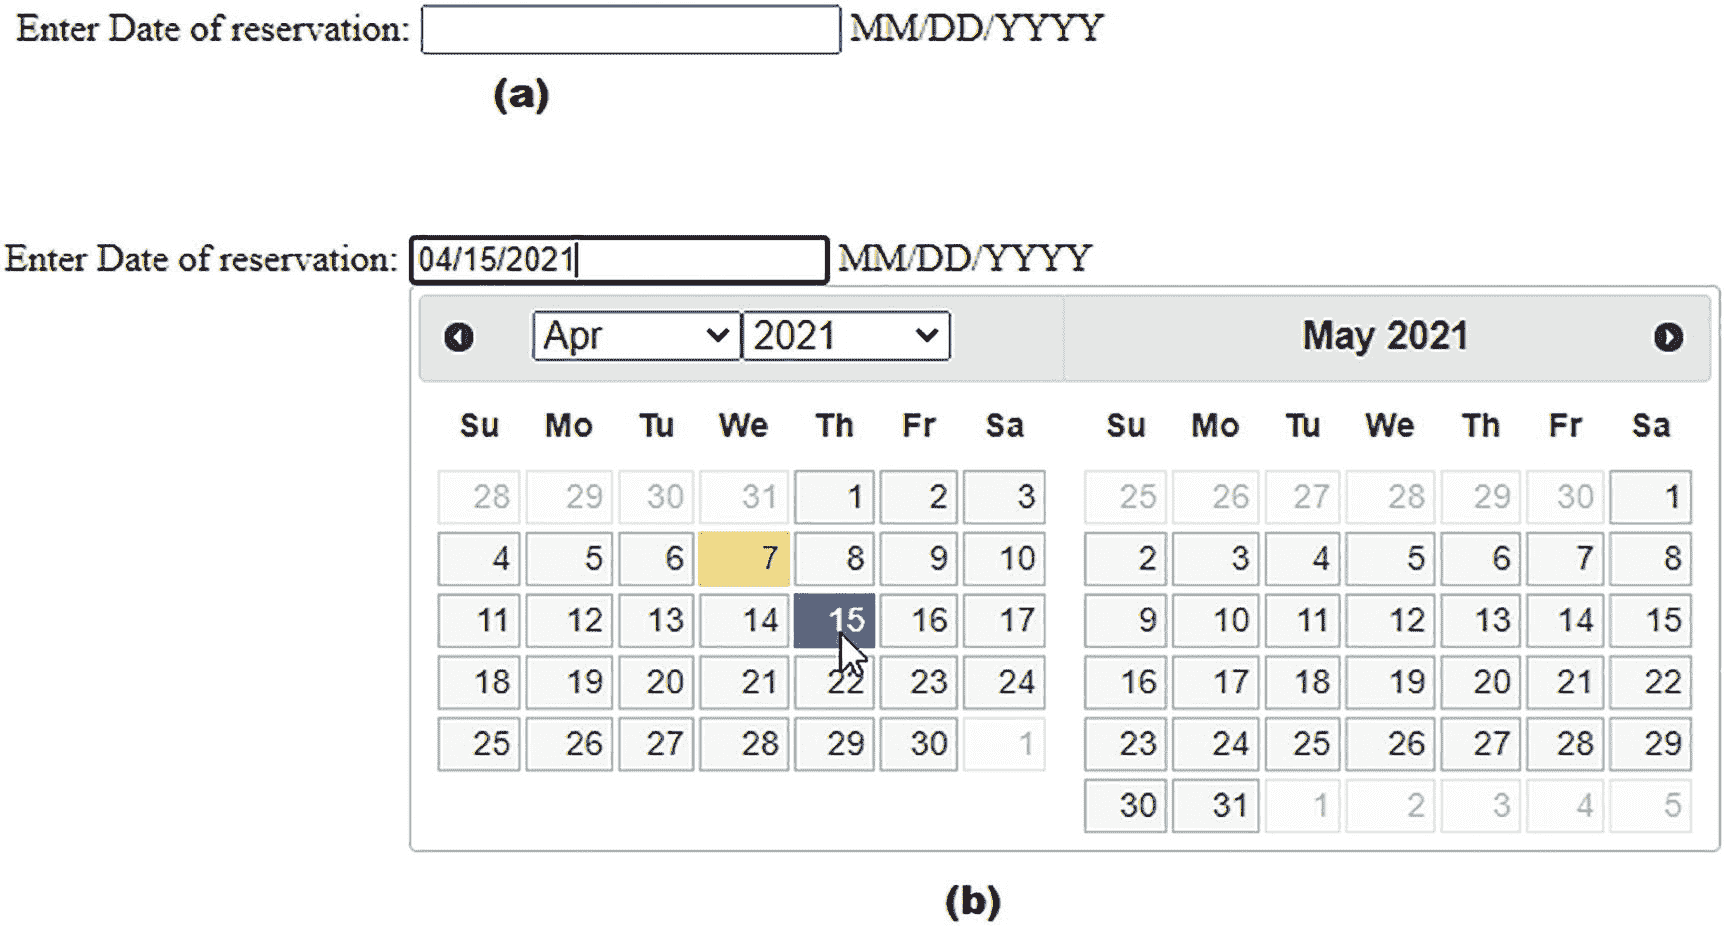 Enter Date of reservation: MM/DD/YYYY
(a)
Enter Date of reservation: 04/15/2021 MM/DD/YYYY
Apr 2021 May 2021
Su Mo Tu We Th Fr Sa Su Mo Tu We Th Fr Sa
28 29 30 31 1 2 3 25 26 27 28 29 30 1
4 5 6 7 8 9 10 2 3 4 5 6 7 8
11 12 13 14 15 16 17 9 10 11 12 13 14 15
18 19 20 21 22 23 24 16 17 18 19 20 21 22
25 26 27 28 29 30 1 23 24 25 26 27 28 29
30 31 1 2 3 4 5
(b)